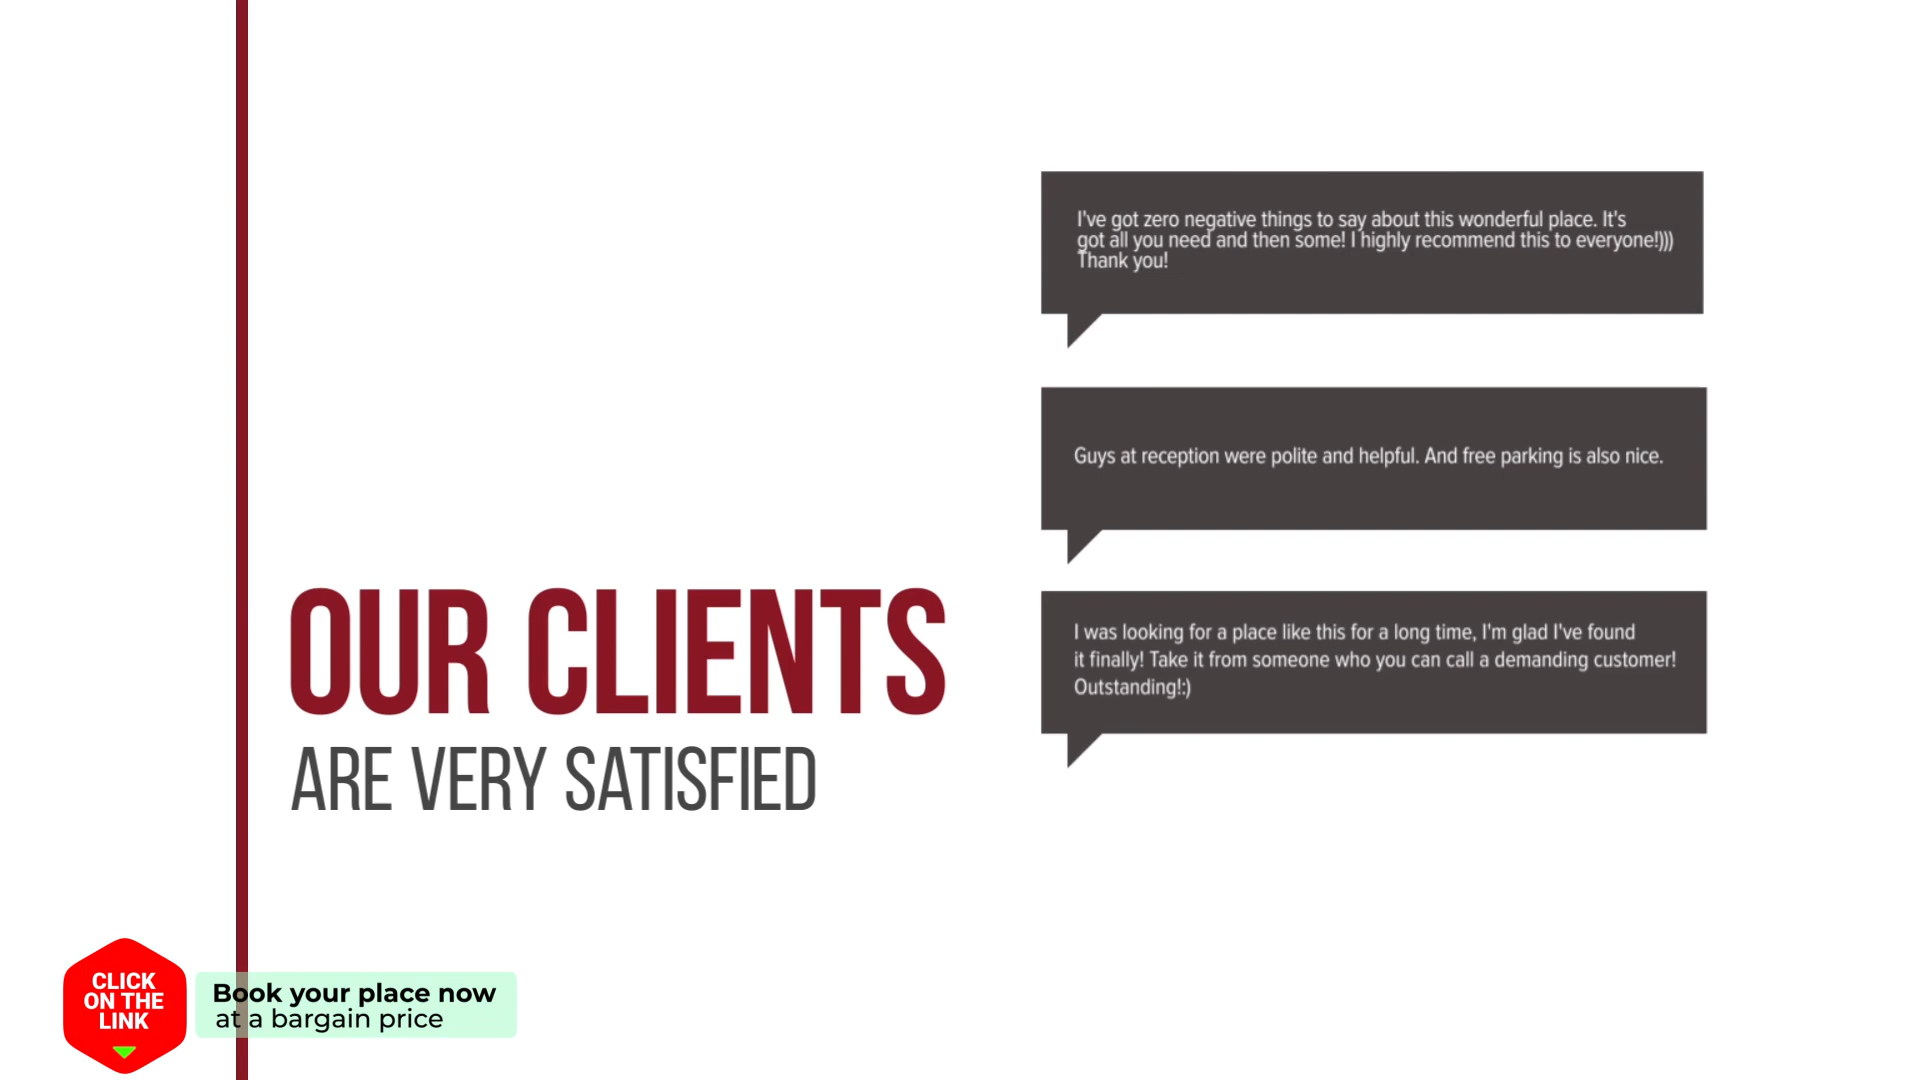 I've got zero negative things to say about this wonderful place. It's
got all you need and then some! I highly recommend this to everyone!)))
Thank you!
Guys at reception were polite and helpful. And free parking is also nice.
I was looking for a place like this for a long time, I'm glad I've found
it finally! Take it from someone who you can call a demanding customer!
Outstanding!:)
OUR CLIENTS
ARE VERY SATISFIED
CLICK
ON THE
LINK
Book your place now
at a bargain price